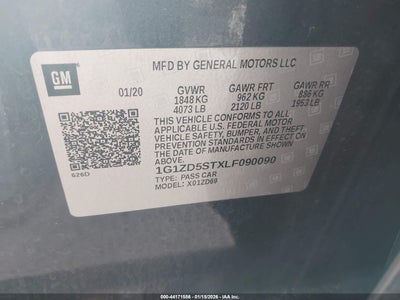 GM
MFD BY GENERAL MOTORS LLC
01/20 GVWR GAWR FRT GAWR RR
1848 KG 962 KG 886 KG
4073 LB 2120 LB 1953 LB
THIS VEHICLE CONFORMS TO ALL
APPLICABLE U.S. FEDERAL MOTOR
VEHICLE SAFETY, BUMPER, AND THEFT
PREVENTION STANDARDS IN EFFECT
ON THE DATE OF MANUFACTURE
SHOWN ABOVE.
1G1ZD5STXLF090090
626D TYPE: PASS CAR
MODEL: X01ZD69
000-44171586 - 01/15/2026 - IAA, Inc.